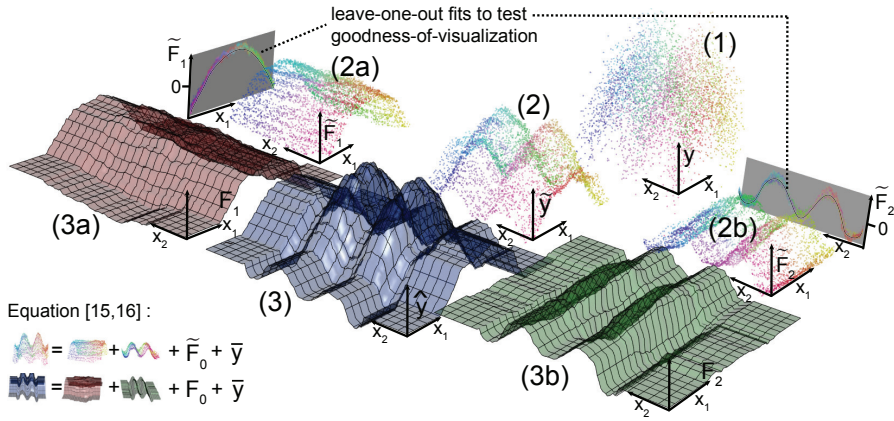 leave-one-out fits to test
goodness-of-visualization
(1)
F̃₁
0
x₁
(2a)
x₂
F̃₁
x₁
(2)
x₂
ỹ
x₁
y
x₂
x₁
F̃₂
0
x₂
(2b)
x₂
F̃₂
x₁
(3a)
x₂
F₁
x₁
(3)
x₂
ŷ
x₁
(3b)
x₂
F₂
x₁
Equation [15,16] :
= + + F̃₀ + ȳ
= + + F₀ + ȳ